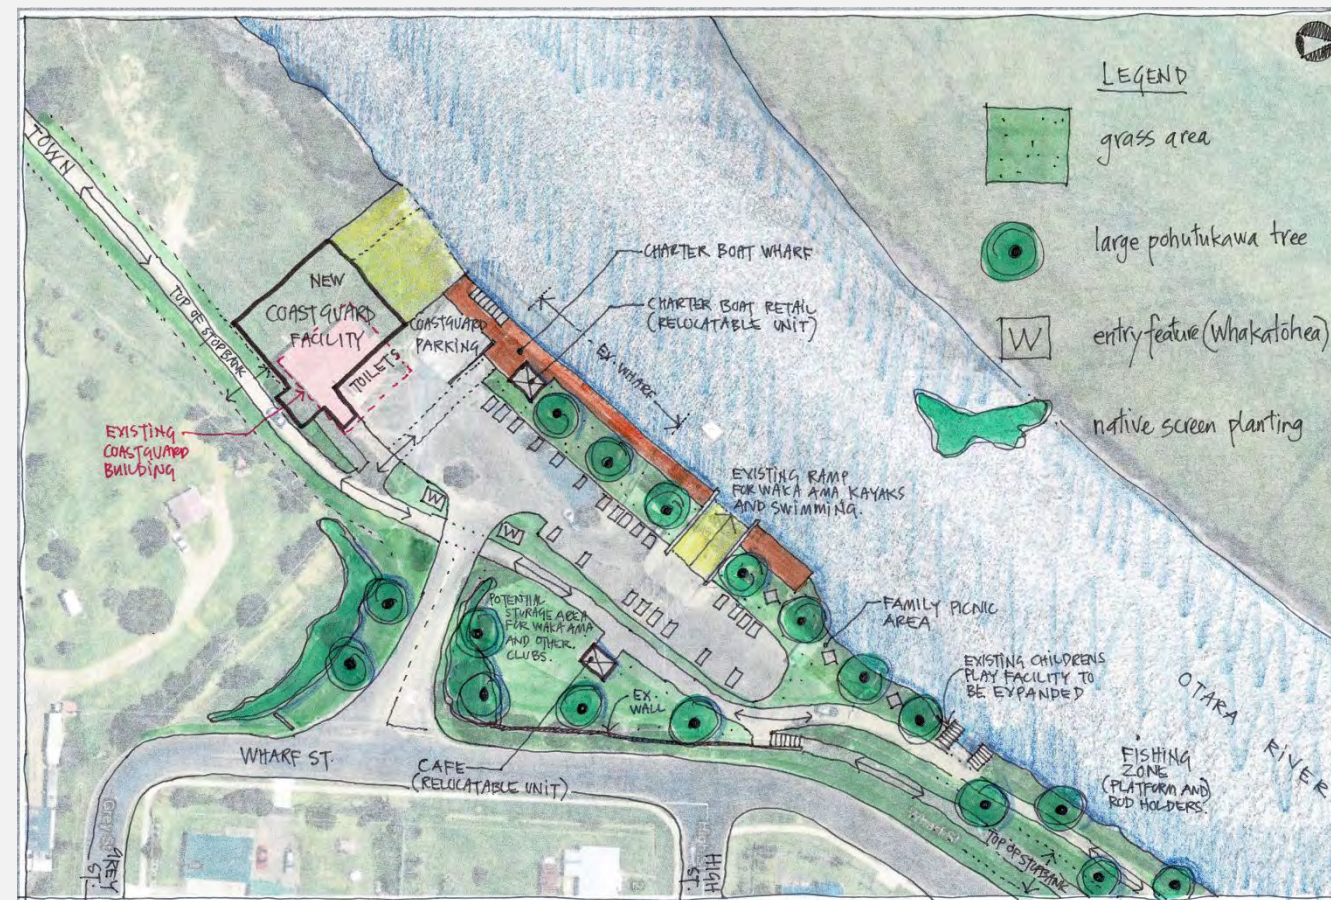 LEGEND
grass area
large pohutukawa tree
entry feature (Whakatōhea)
W
native screen planting
TOWN
TOP OF STOPBANK
NEW
COASTGUARD
FACILITY
TOILETS
COASTGUARD
PARKING
EXISTING
COASTGUARD
BUILDING
CHARTER BOAT WHARF
CHARTER BOAT RETAIL
(RELOCATABLE UNIT)
EX. WHARF
EXISTING RAMP
FOR WAKA AMA KAYAKS
AND SWIMMING.
W
W
POTENTIAL
STORAGE AREA
FOR WAKA AMA
AND OTHER
CLUBS.
FAMILY PICNIC
AREA
EXISTING CHILDRENS
PLAY FACILITY TO
BE EXPANDED
EX
WALL
OTARA
RIVER
FISHING
ZONE
(PLATFORM AND)
ROD HOLDERS.
WHARF ST.
CAFE
(RELOCATABLE UNIT)
Wharf St
TOP OF STOPBANK
Grey St
GREY
ST.
HIGH
ST.